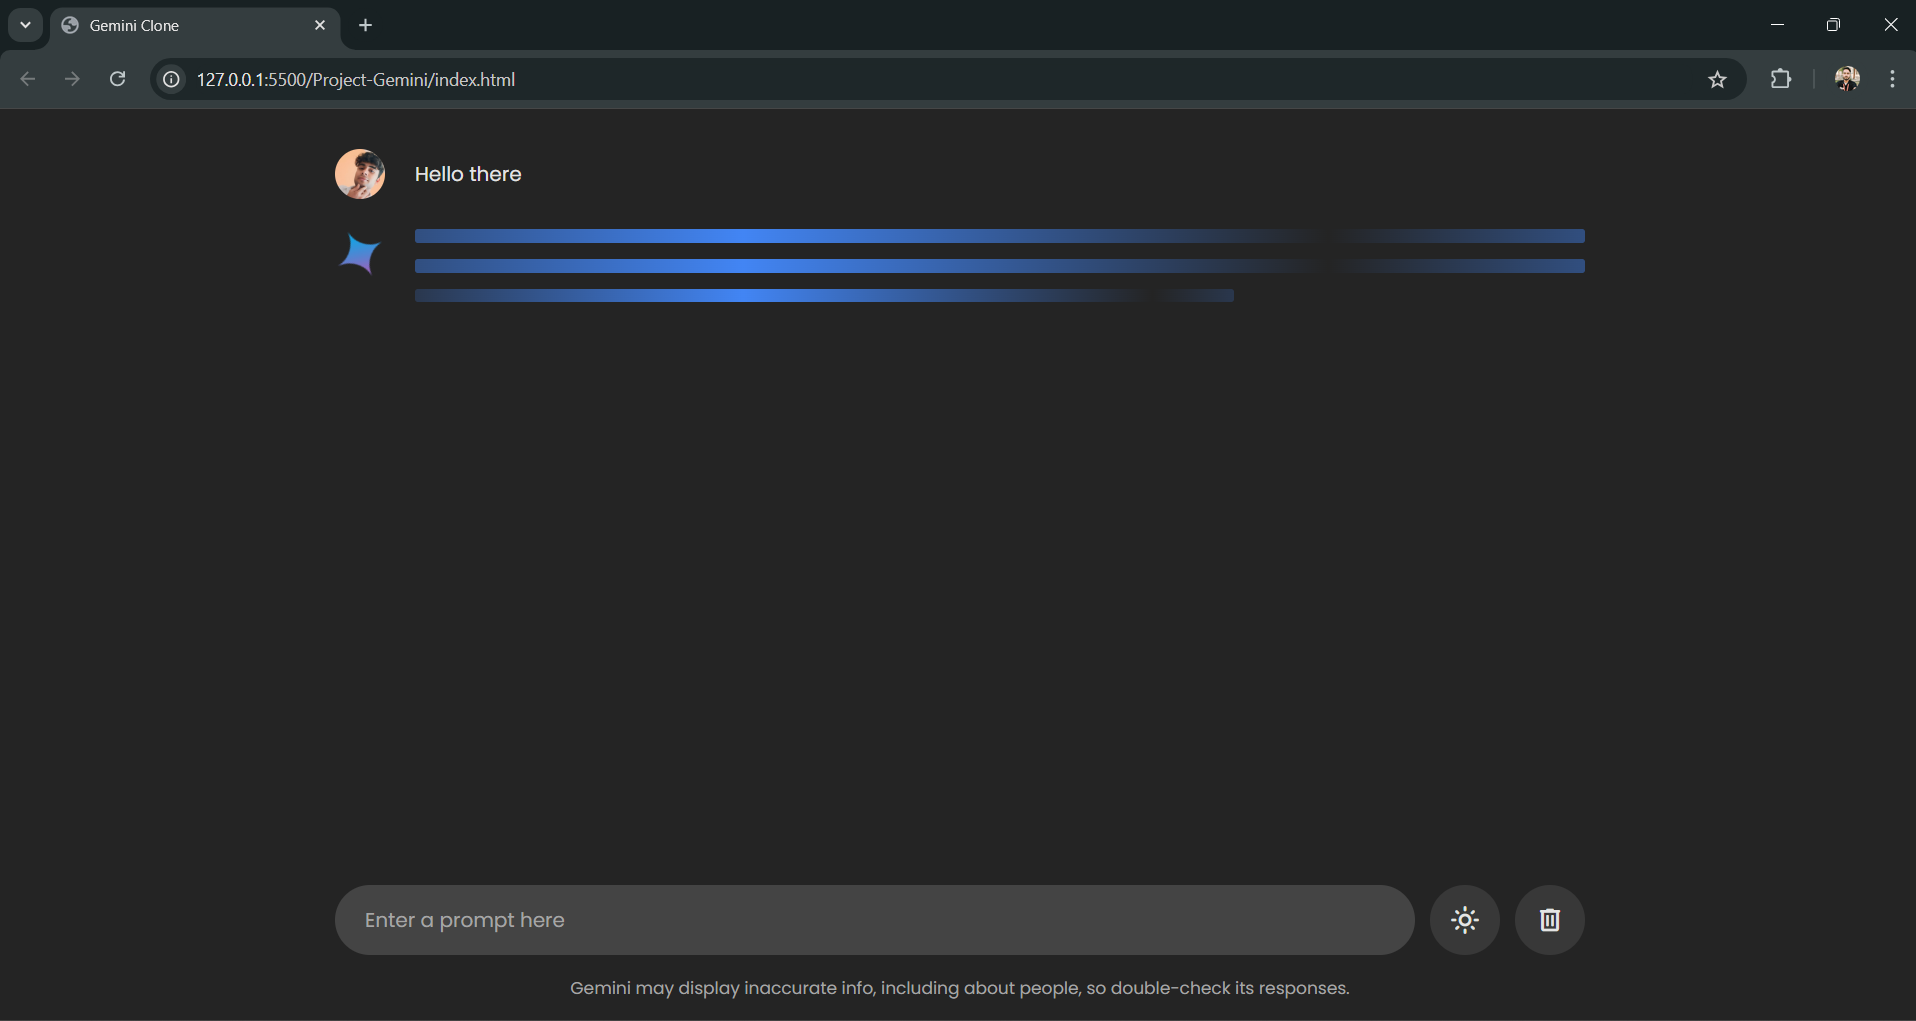 Gemini Clone
127.0.0.1:5500/Project-Gemini/index.html
Hello there
Enter a prompt here
Gemini may display inaccurate info, including about people, so double-check its responses.